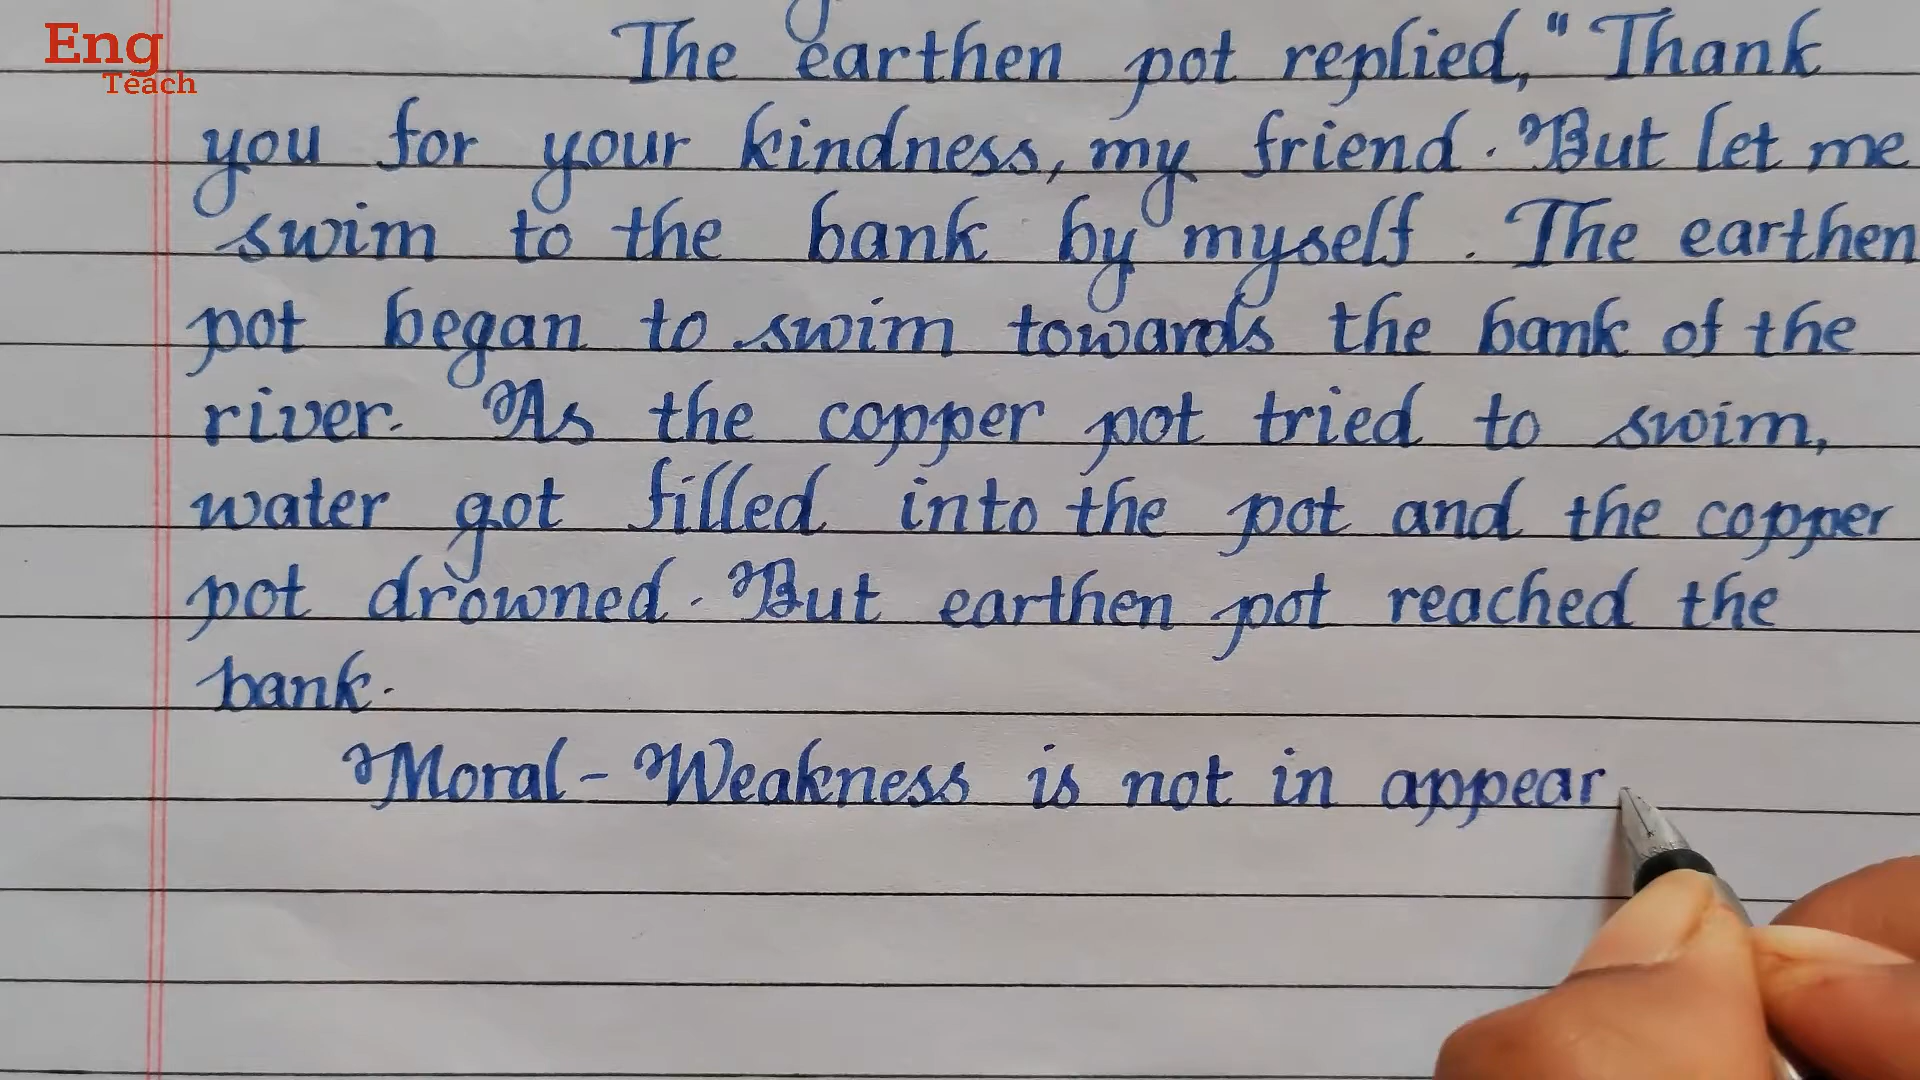 Eng
Teach
The earthen pot replied, "Thank
you for your kindness, my friend. But let me
swim to the bank by myself. The earthen
pot began to swim towards the bank of the
river. As the copper pot tried to swim,
water got filled into the pot and the copper
pot drowned. But earthen pot reached the
bank.
Moral - Weakness is not in appear